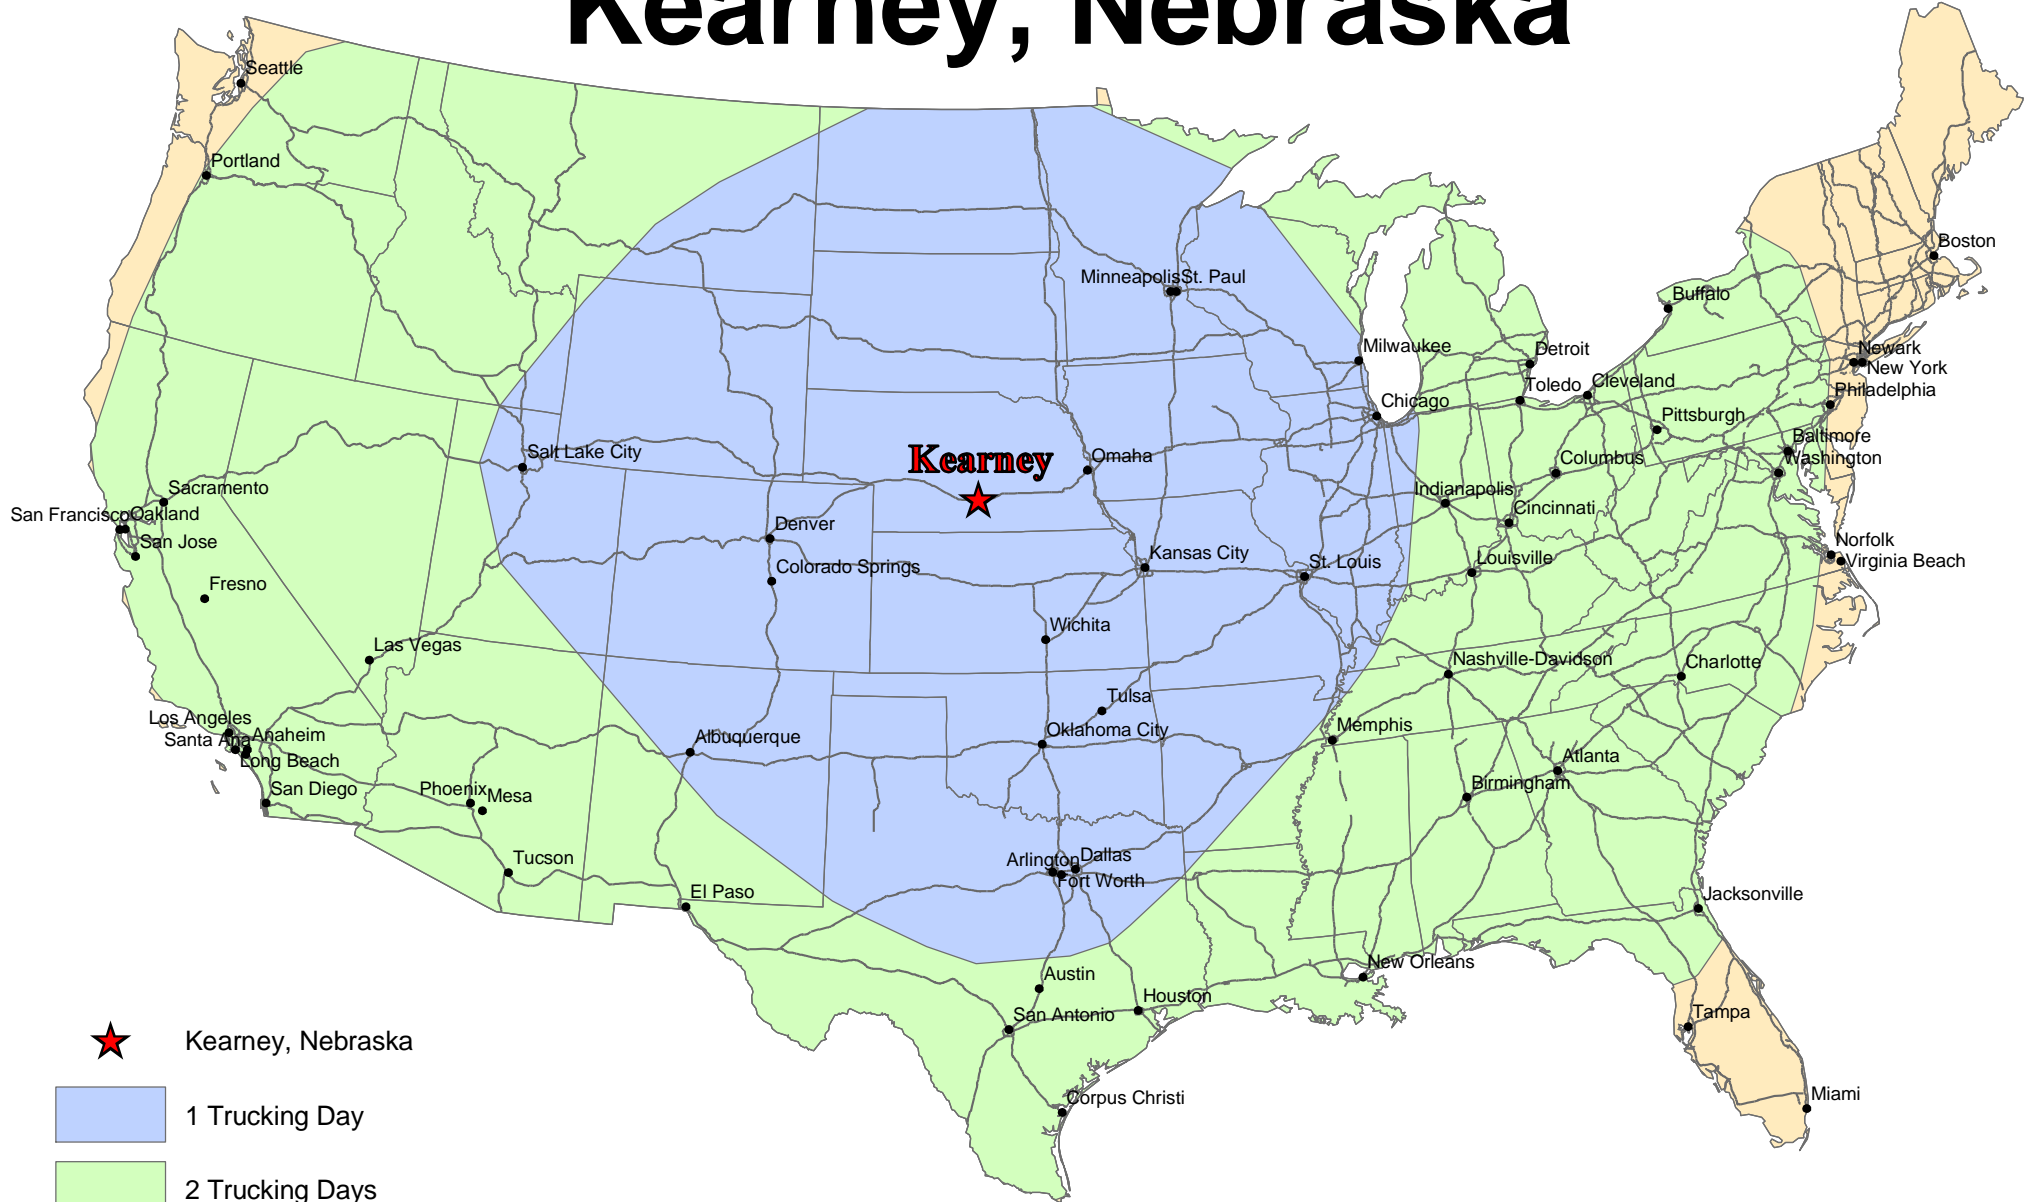 Kearney, Nebraska
Seattle
Portland
Boston
MinneapolisSt. Paul
Buffalo
Milwaukee
Detroit
Newark
New York
Toledo
Cleveland
Philadelphia
Chicago
Pittsburgh
Baltimore
Washington
Salt Lake City
Kearney
Omaha
Columbus
Sacramento
Indianapolis
San Francisco
Oakland
Cincinnati
Denver
San Jose
Norfolk
Kansas City
St. Louis
Louisville
Virginia Beach
Colorado Springs
Fresno
Wichita
Las Vegas
Nashville-Davidson
Charlotte
Tulsa
Los Angeles
Memphis
Oklahoma City
Albuquerque
Santa Ana
Anaheim
Long Beach
Atlanta
San Diego
Phoenix
Mesa
Birmingham
Tucson
Arlington
Dallas
Fort Worth
El Paso
Jacksonville
New Orleans
Austin
Houston
San Antonio
Tampa
Corpus Christi
Miami
Kearney, Nebraska
1 Trucking Day
2 Trucking Days